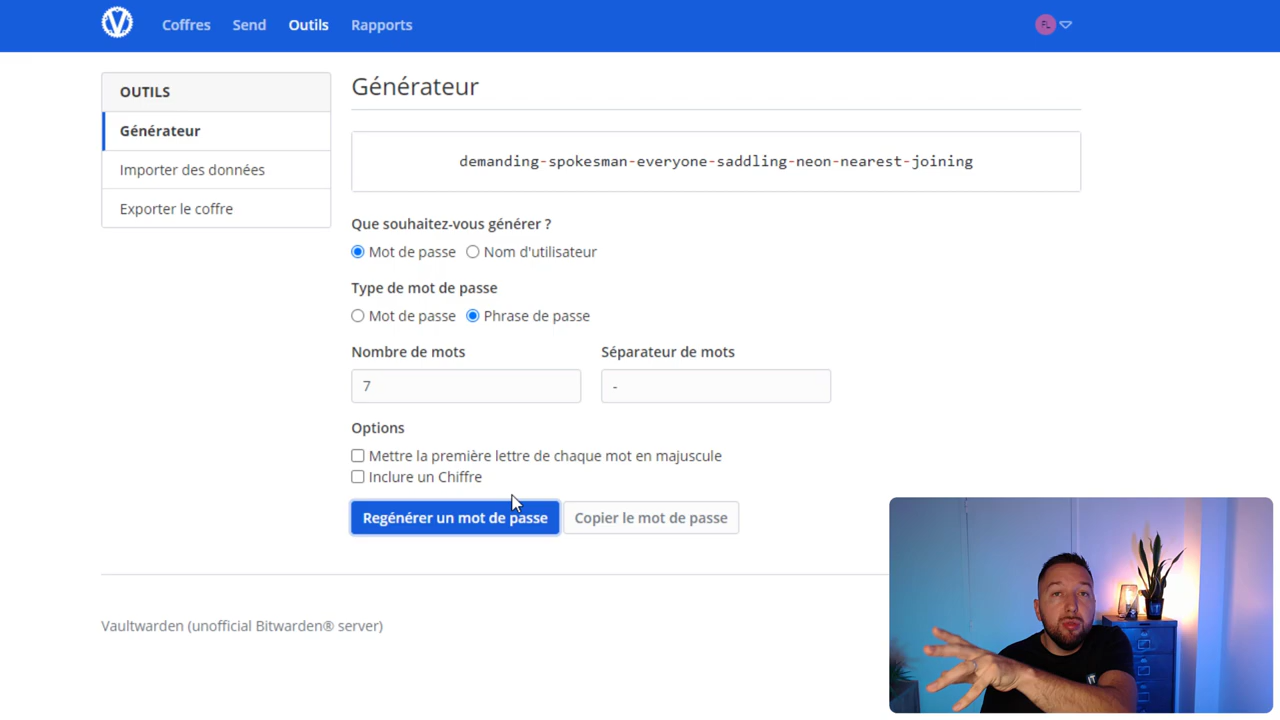 Coffres Send Outils Rapports
FL
OUTILS
Générateur
Importer des données
Exporter le coffre
Générateur
demanding-spokesman-everyone-saddling-neon-nearest-joining
Que souhaitez-vous générer ?
Mot de passe Nom d'utilisateur
Type de mot de passe
Mot de passe Phrase de passe
Nombre de mots Séparateur de mots
7 -
Options
Mettre la première lettre de chaque mot en majuscule
Inclure un Chiffre
Regénérer un mot de passe Copier le mot de passe
Vaultwarden (unofficial Bitwarden® server)